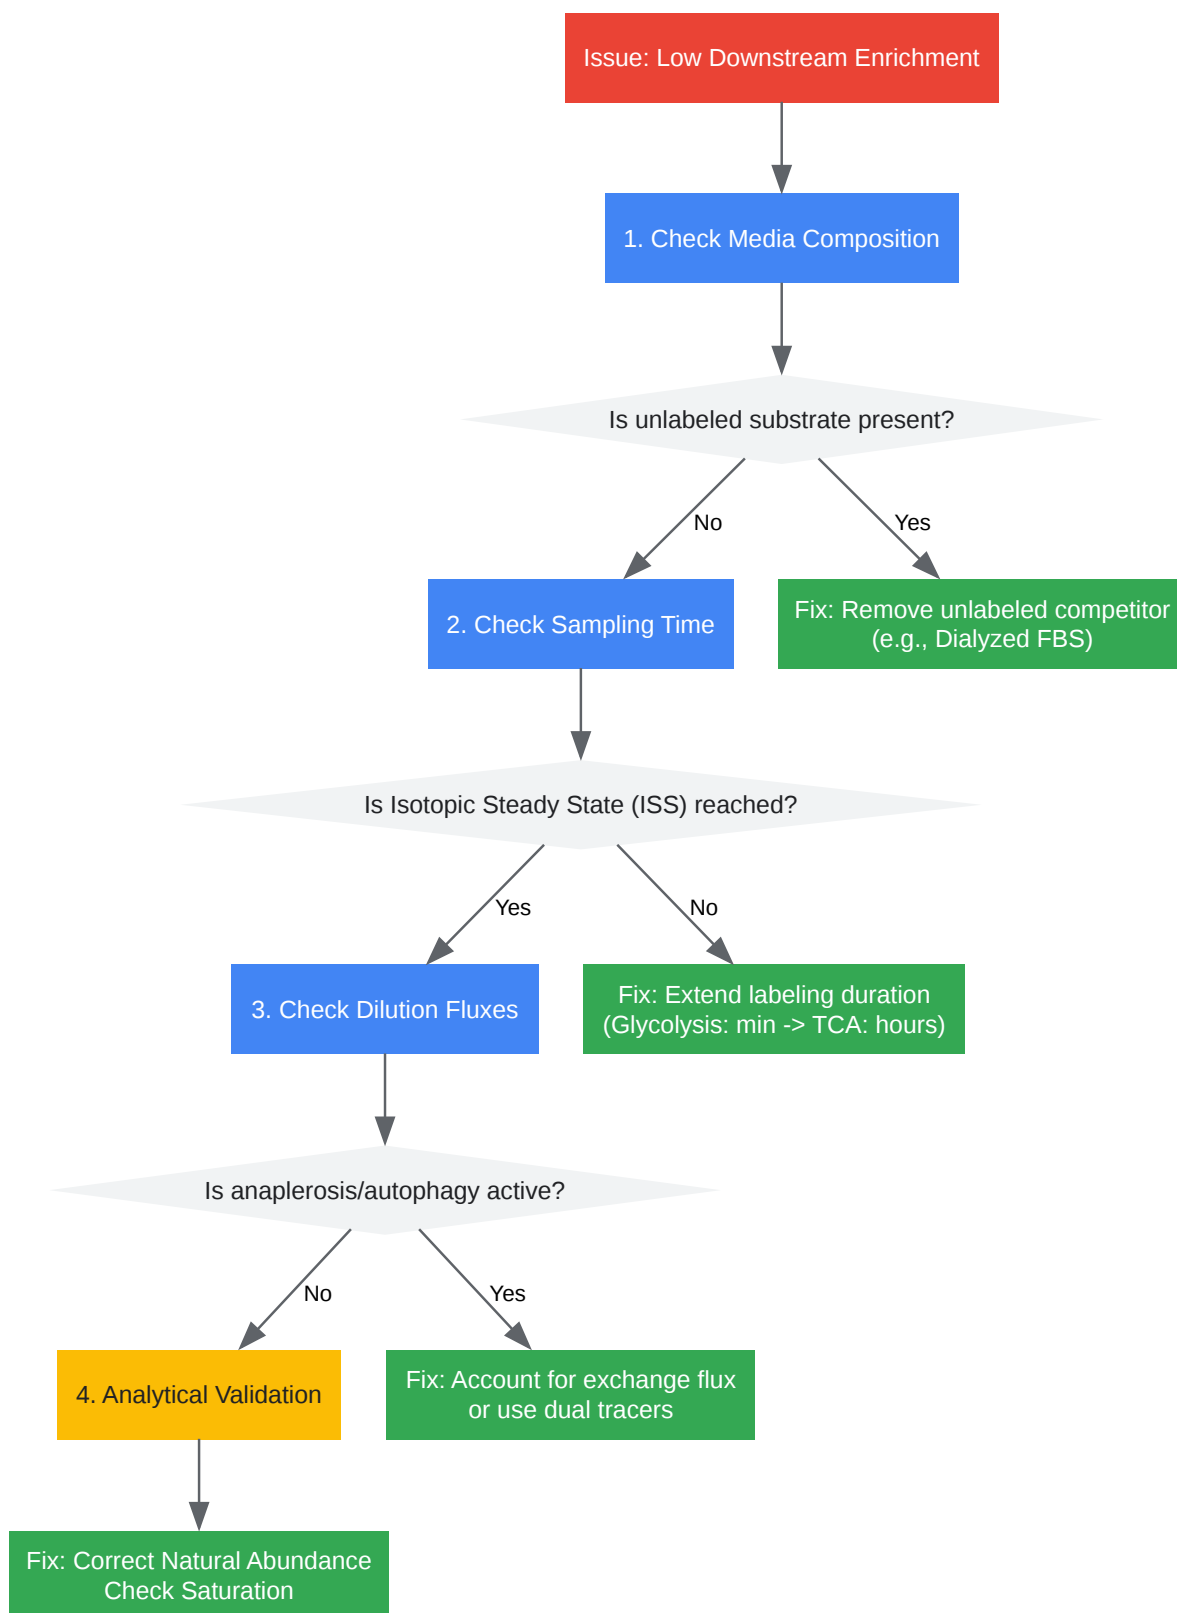 Issue: Low Downstream Enrichment
1. Check Media Composition
Is unlabeled substrate present?
No
Yes
2. Check Sampling Time
Fix: Remove unlabeled competitor
(e.g., Dialyzed FBS)
Is Isotopic Steady State (ISS) reached?
Yes
No
3. Check Dilution Fluxes
Fix: Extend labeling duration
(Glycolysis: min -> TCA: hours)
Is anaplerosis/autophagy active?
No
Yes
4. Analytical Validation
Fix: Account for exchange flux
or use dual tracers
Fix: Correct Natural Abundance
Check Saturation